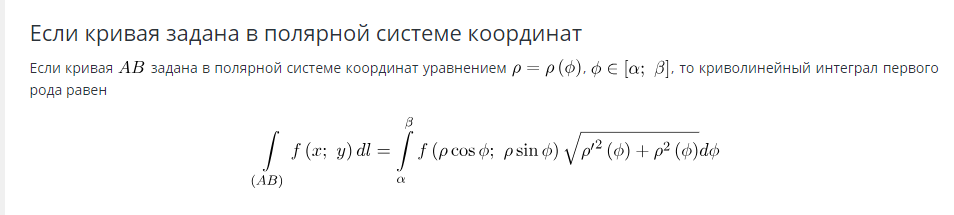 Если кривая задана в полярной системе координат
Если кривая AB задана в полярной системе координат уравнением ρ = ρ (ϕ), ϕ ∈ [α; β], то криволинейный интеграл первого
рода равен
∫_(AB) f (x; y) dl = ∫_α^β f (ρ cos ϕ; ρ sin ϕ) √(ρ′² (ϕ) + ρ² (ϕ)) dϕ